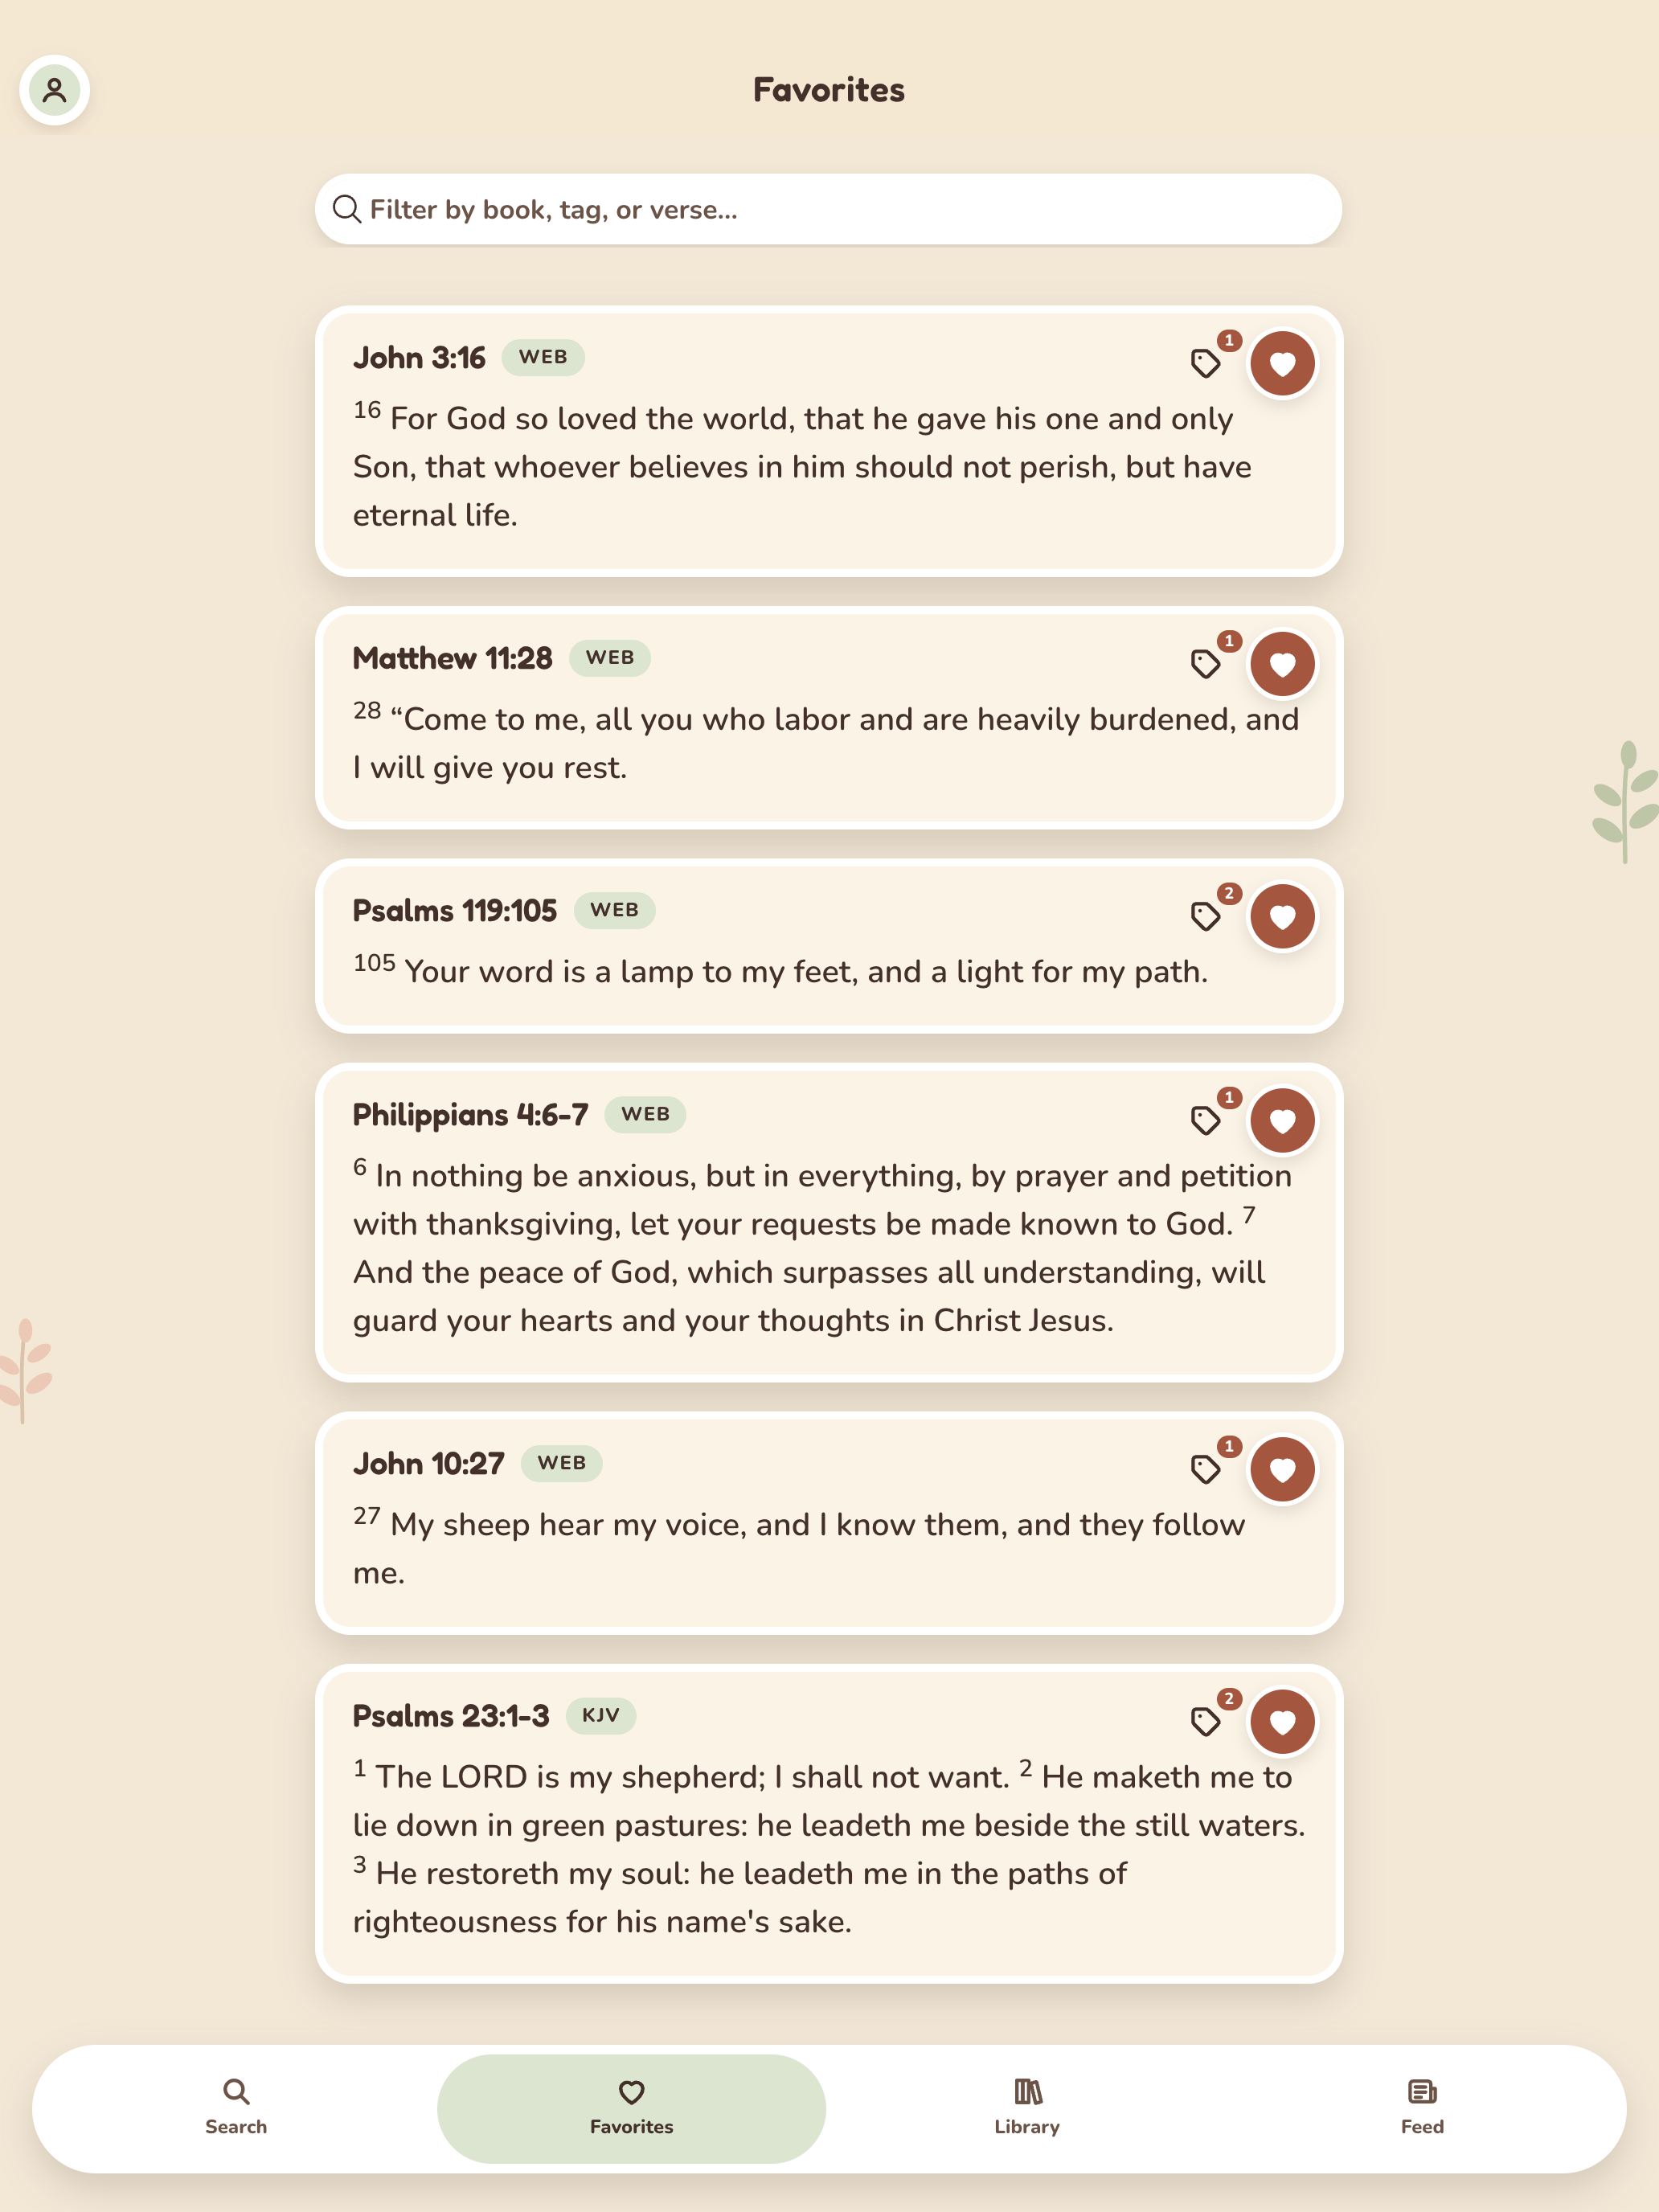 Favorites
Filter by book, tag, or verse...
John 3:16 WEB 1
16 For God so loved the world, that he gave his one and only
Son, that whoever believes in him should not perish, but have
eternal life.
Matthew 11:28 WEB 1
28 “Come to me, all you who labor and are heavily burdened, and
I will give you rest.
Psalms 119:105 WEB 2
105 Your word is a lamp to my feet, and a light for my path.
Philippians 4:6-7 WEB 1
6 In nothing be anxious, but in everything, by prayer and petition
with thanksgiving, let your requests be made known to God. 7
And the peace of God, which surpasses all understanding, will
guard your hearts and your thoughts in Christ Jesus.
John 10:27 WEB 1
27 My sheep hear my voice, and I know them, and they follow
me.
Psalms 23:1-3 KJV 2
1 The LORD is my shepherd; I shall not want. 2 He maketh me to
lie down in green pastures: he leadeth me beside the still waters.
3 He restoreth my soul: he leadeth me in the paths of
righteousness for his name's sake.
Search Favorites Library Feed